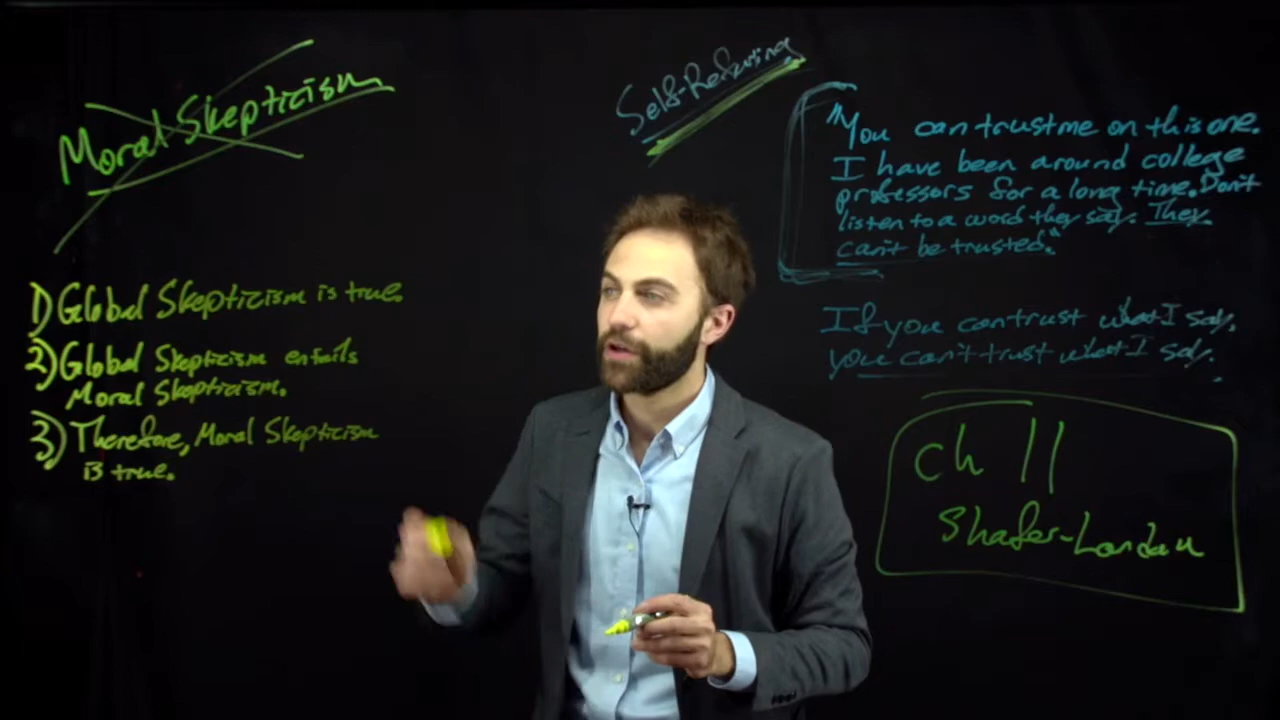 Moral Skepticism
1) Global Skepticism is true.
2) Global Skepticism entails
Moral Skepticism.
3) Therefore, Moral Skepticism
is true.
Self-Refuting
"You can trust me on this one.
I have been around college
professors for a long time. Don't
listen to a word they say. They
can't be trusted."
If you can trust what I say,
you can't trust what I say.
ch 11
Shafer-Landau